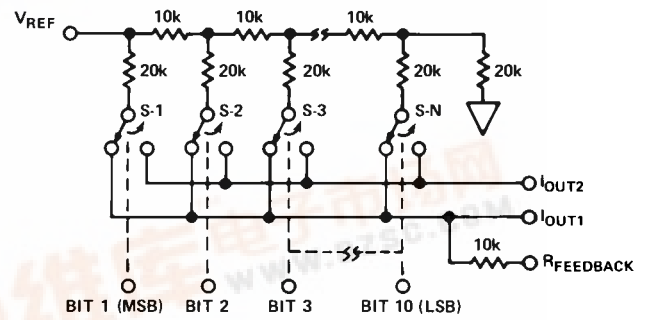 VREF
10k
10k
10k
20k
20k
20k
20k
20k
S-1
S-2
S-3
S-N
IOUT2
IOUT1
10k
RFEEDBACK
BIT 1 (MSB)
BIT 2
BIT 3
BIT 10 (LSB)